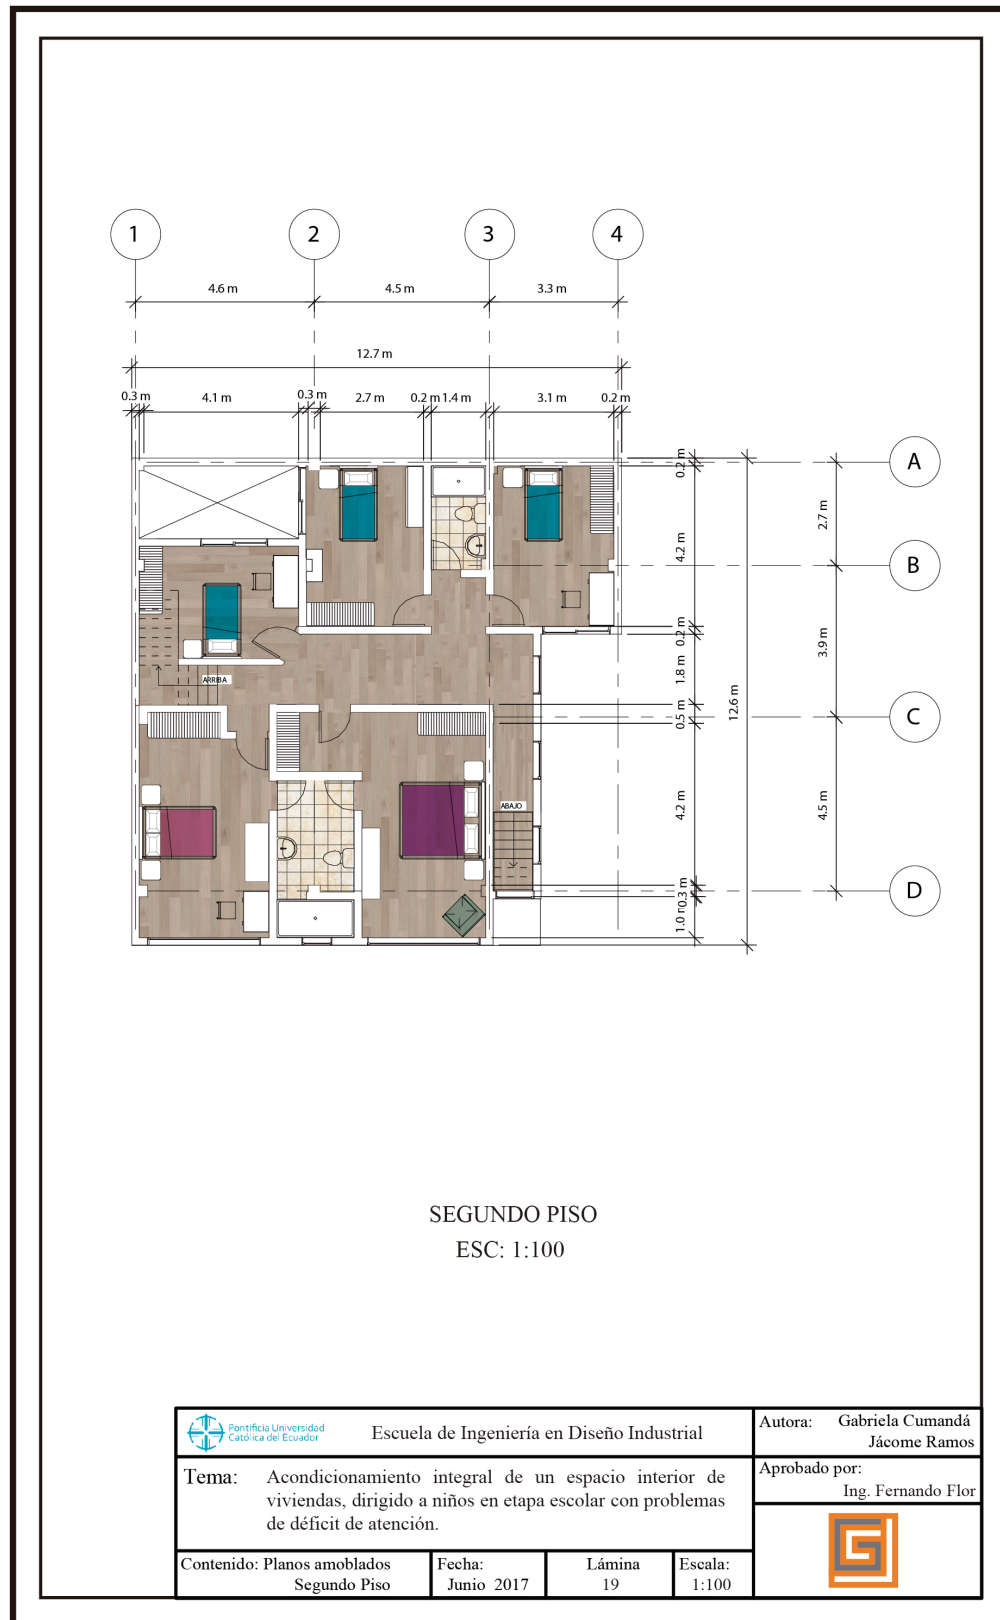 1 2 3 4
4.6 m 4.5 m 3.3 m
12.7 m
0.3 m 4.1 m 0.3 m 2.7 m 0.2 m 1.4 m 3.1 m 0.2 m
A
0.2 m
2.7 m
4.2 m
B
0.2 m
3.9 m
1.8 m
ARRIBA
12.6 m
0.5 m
C
ABAJO
4.2 m
4.5 m
0.3 m
D
1.0 m
SEGUNDO PISO
ESC: 1:100
Pontificia Universidad
Católica del Ecuador
Escuela de Ingeniería en Diseño Industrial
Autora: Gabriela Cumandá
Jácome Ramos
Tema: Acondicionamiento integral de un espacio interior de
viviendas, dirigido a niños en etapa escolar con problemas
de déficit de atención.
Aprobado por:
Ing. Fernando Flor
Contenido: Planos amoblados
Segundo Piso
Fecha:
Junio 2017
Lámina
19
Escala:
1:100